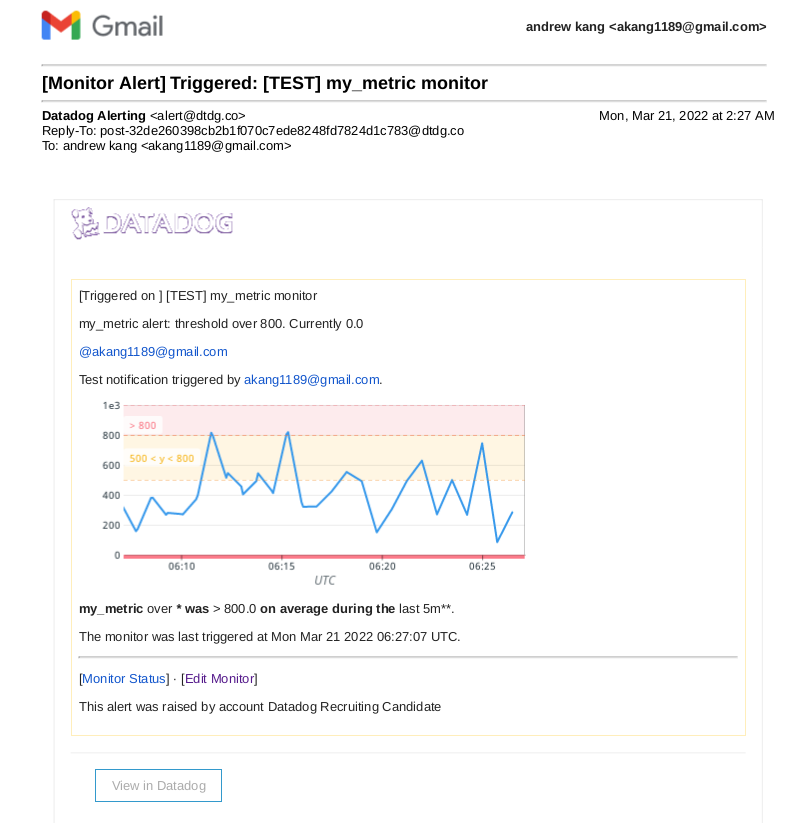 Gmail
andrew kang <akang1189@gmail.com>
[Monitor Alert] Triggered: [TEST] my_metric monitor
Datadog Alerting <alert@dtdg.co>
Mon, Mar 21, 2022 at 2:27 AM
Reply-To: post-32de260398cb2b1f070c7ede8248fd7824d1c783@dtdg.co
To: andrew kang <akang1189@gmail.com>
DATADOG
[Triggered on ] [TEST] my_metric monitor
my_metric alert: threshold over 800. Currently 0.0
@akang1189@gmail.com
Test notification triggered by akang1189@gmail.com.
1e3
> 800
800
500 < y < 800
600
400
200
0
06:10 06:15 06:20 06:25
UTC
my_metric over * was > 800.0 on average during the last 5m**.
The monitor was last triggered at Mon Mar 21 2022 06:27:07 UTC.
[Monitor Status] · [Edit Monitor]
This alert was raised by account Datadog Recruiting Candidate
View in Datadog